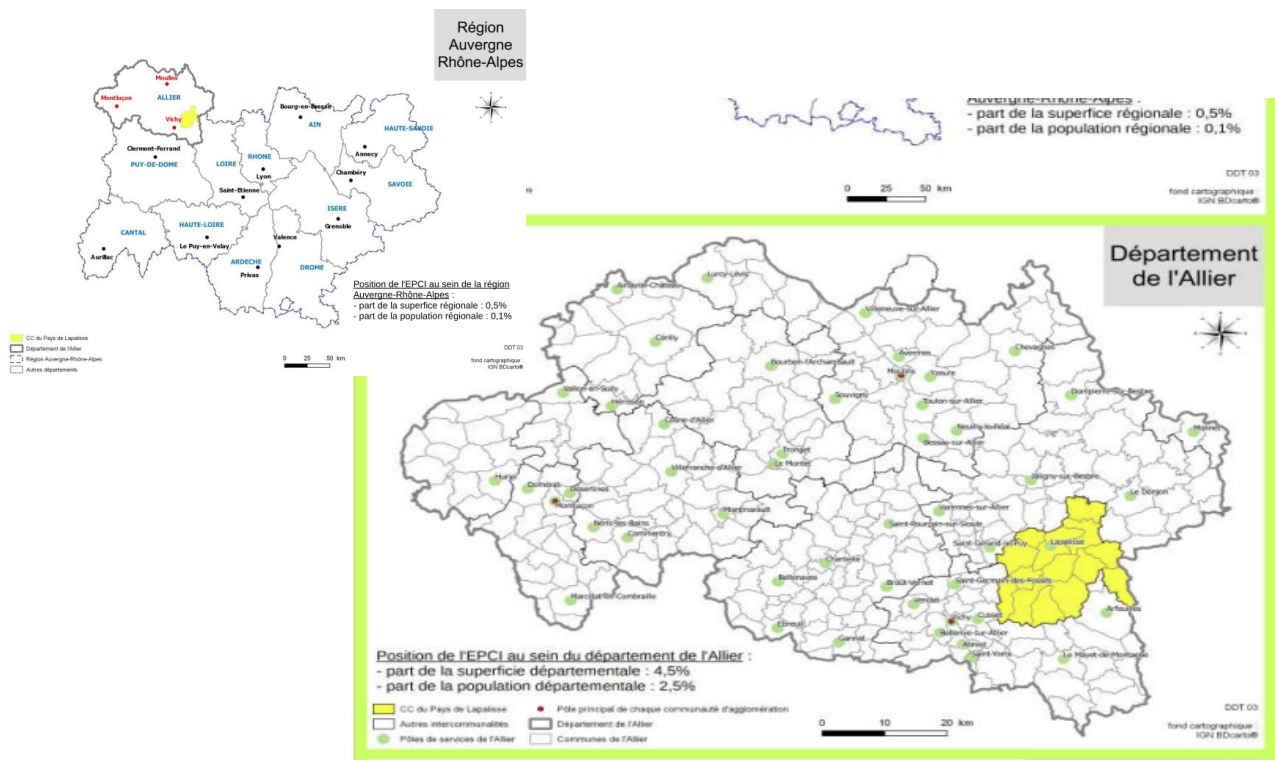 Région
Auvergne
Rhône-Alpes
Moulins
Montluçon
ALLIER
Vichy
Bourg-en-Bresse
AIN
HAUTE-SAVOIE
Clermont-Ferrand
PUY-DE-DOME
LOIRE
RHONE
Lyon
Annecy
Chambéry
SAVOIE
Saint-Etienne
ISERE
Grenoble
CANTAL
HAUTE-LOIRE
Le Puy-en-Velay
Valence
Aurillac
ARDECHE
Privas
DROME
Position de l'EPCI au sein de la région
Auvergne-Rhône-Alpes :
- part de la superfice régionale : 0,5%
- part de la population régionale : 0,1%
CC du Pays de Lapalisse
Département de l'Allier
Région Auvergne-Rhône-Alpes
Autres départements
0 25 50 km
DDT 03
fond cartographique :
IGN BDcarto®
Auvergne-Rhône-Alpes :
- part de la superfice régionale : 0,5%
- part de la population régionale : 0,1%
0 25 50 km
DDT 03
fond cartographique :
IGN BDcarto®
Département
de l'Allier
Lurcy-Lévis
Ainay-le-Château
Villeneuve-sur-Allier
Cérilly
Avermes
Chevagnes
Bourbon-l'Archambault
Moulins
Yzeure
Vallon-en-Sully
Hérisson
Souvigny
Toulon-sur-Allier
Dompierre-sur-Besbre
Cosne-d'Allier
Neuilly-le-Réal
Bessay-sur-Allier
Molinet
Tronget
Le Montet
Villefranche-d'Allier
Huriel
Domérat
Désertines
Montluçon
Le Donjon
Varennes-sur-Allier
Montmarault
Saint-Pourçain-sur-Sioule
Néris-les-Bains
Commentry
Saint-Gérand-le-Puy
Lapalisse
Chantelle
Bellenaves
Broût-Vernet
Saint-Germain-des-Fossés
Marcillat-en-Combraille
Vendat
Arfeuilles
Vichy
Cusset
Ebreuil
Bellerive-sur-Allier
Gannat
Abrest
Saint-Yorre
Le Mayet-de-Montagne
Position de l'EPCI au sein du département de l'Allier :
- part de la superficie départementale : 4,5%
- part de la population départementale : 2,5%
CC du Pays de Lapalisse
Pôle principal de chaque communauté d'agglomération
Autres intercommunalités
Département de l'Allier
Pôles de services de l'Allier
Communes de l'Allier
0 10 20 km
DDT 03
fond cartographique :
IGN BDcarto®